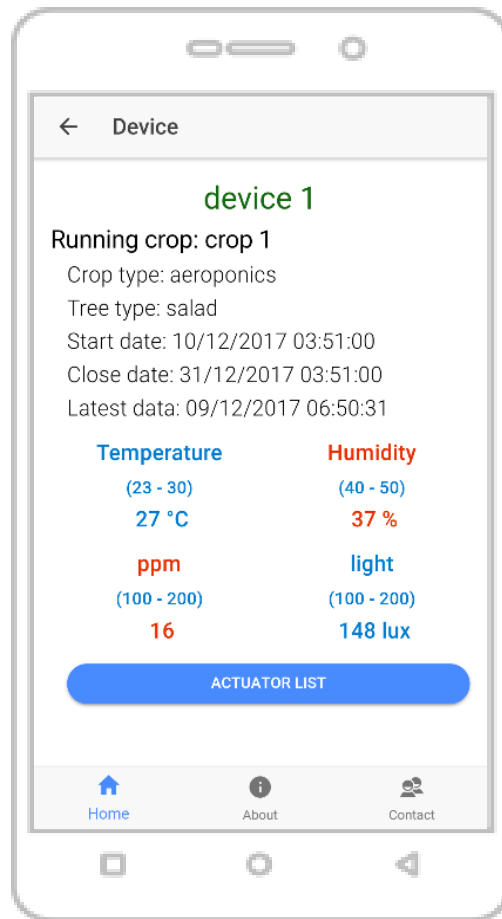 Device
device 1
Running crop: crop 1
Crop type: aeroponics
Tree type: salad
Start date: 10/12/2017 03:51:00
Close date: 31/12/2017 03:51:00
Latest data: 09/12/2017 06:50:31
Temperature Humidity
(23 - 30) (40 - 50)
27 °C 37 %
ppm light
(100 - 200) (100 - 200)
16 148 lux
ACTUATOR LIST
Home About Contact